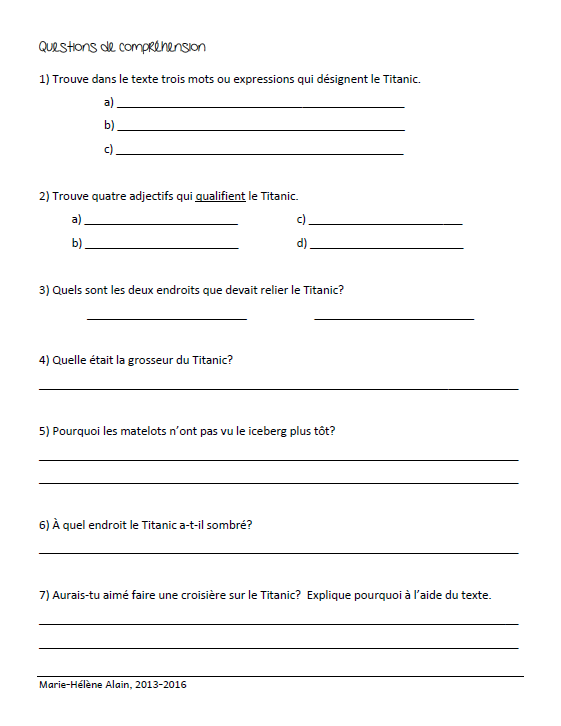 Questions de compréhension
1) Trouve dans le texte trois mots ou expressions qui désignent le Titanic.
a)
b)
c)
2) Trouve quatre adjectifs qui qualifient le Titanic.
a) c)
b) d)
3) Quels sont les deux endroits que devait relier le Titanic?
4) Quelle était la grosseur du Titanic?
5) Pourquoi les matelots n’ont pas vu le iceberg plus tôt?
6) À quel endroit le Titanic a-t-il sombré?
7) Aurais-tu aimé faire une croisière sur le Titanic? Explique pourquoi à l’aide du texte.
Marie-Hélène Alain, 2013-2016